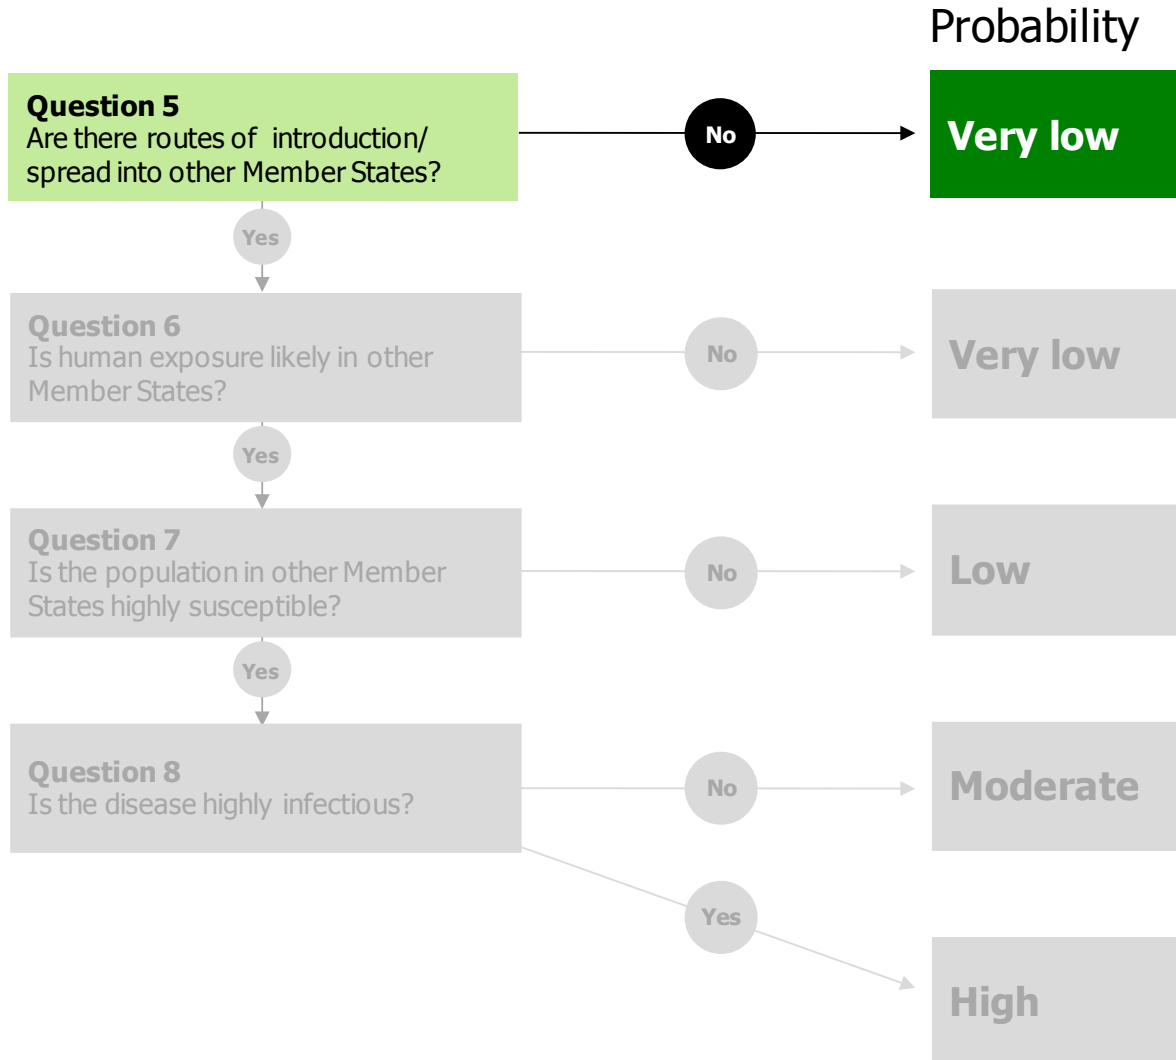 Probability
Question 5
Are there routes of introduction/
spread into other Member States?
No
Very low
Yes
Question 6
Is human exposure likely in other
Member States?
No
Very low
Yes
Question 7
Is the population in other Member
States highly susceptible?
No
Low
Yes
Question 8
Is the disease highly infectious?
No
Moderate
Yes
High